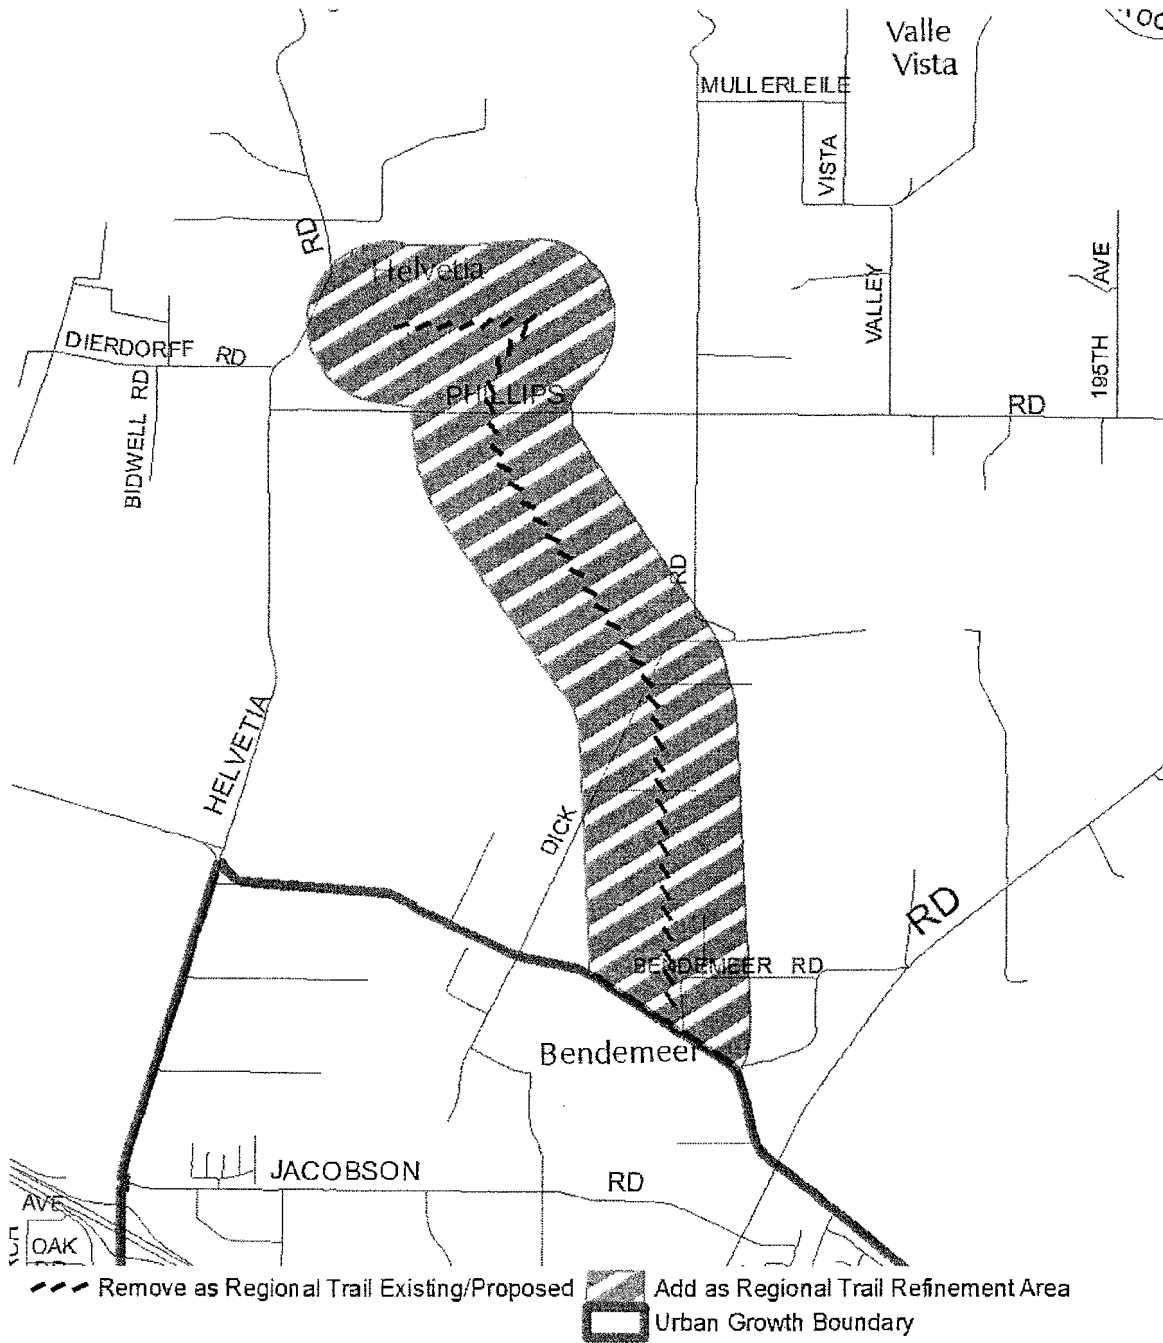 Valle
Vista
MULLERLEILE
VISTA
RD
Helvetia
VALLEY
AVE
195TH
DIERDORFF RD
BIDWELL RD
PHILLIPS
RD
RD
HELVETIA
DICK
RD
BENDEMEER RD
Bendemeer
JACOBSON
RD
AVE
OAK
Remove as Regional Trail Existing/Proposed
Add as Regional Trail Refinement Area
Urban Growth Boundary